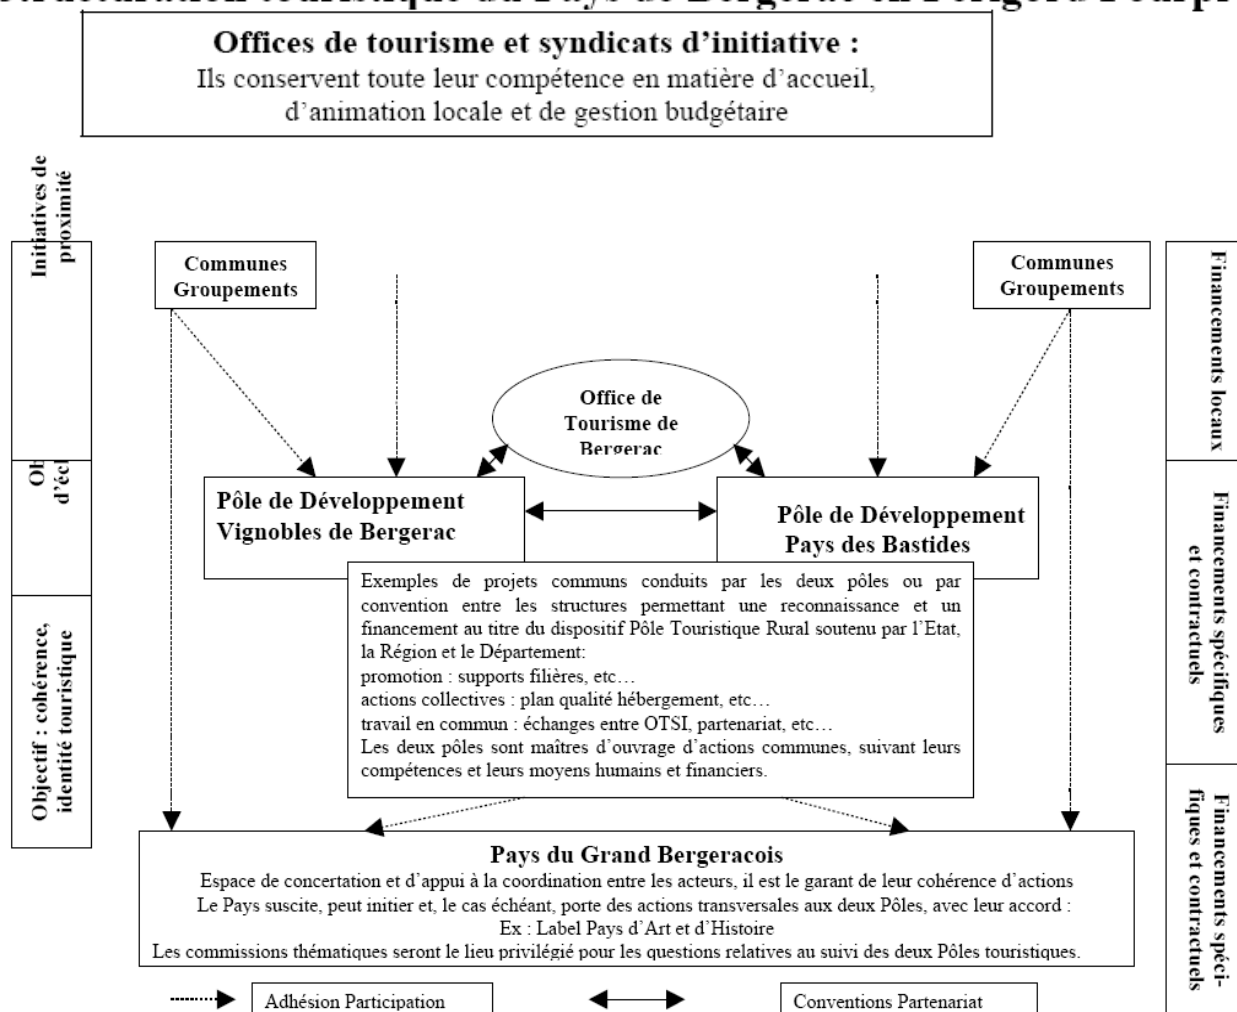 structuration touristique du Pays de Bergerac en Périgord Pourpre
Offices de tourisme et syndicats d'initiative :
Ils conservent toute leur compétence en matière d'accueil,
d'animation locale et de gestion budgétaire
Initiatives de
proximité
Communes
Groupements
Communes
Groupements
Financements locaux
Office de
Tourisme de
Bergerac
d'écl
Pôle de Développement
Vignobles de Bergerac
Pôle de Développement
Pays des Bastides
Financements spécifiques
et contractuels
Exemples de projets communs conduits par les deux pôles ou par
convention entre les structures permettant une reconnaissance et un
financement au titre du dispositif Pôle Touristique Rural soutenu par l'Etat,
la Région et le Département:
promotion : supports filières, etc…
actions collectives : plan qualité hébergement, etc…
travail en commun : échanges entre OTSI, partenariat, etc…
Les deux pôles sont maîtres d'ouvrage d'actions communes, suivant leurs
compétences et leurs moyens humains et financiers.
Objectif : cohérence,
identité touristique
Financements spéci-
fiques et contractuels
Pays du Grand Bergeracois
Espace de concertation et d'appui à la coordination entre les acteurs, il est le garant de leur cohérence d'actions
Le Pays suscite, peut initier et, le cas échéant, porte des actions transversales aux deux Pôles, avec leur accord :
Ex : Label Pays d'Art et d'Histoire
Les commissions thématiques seront le lieu privilégié pour les questions relatives au suivi des deux Pôles touristiques.
Adhésion Participation
Conventions Partenariat